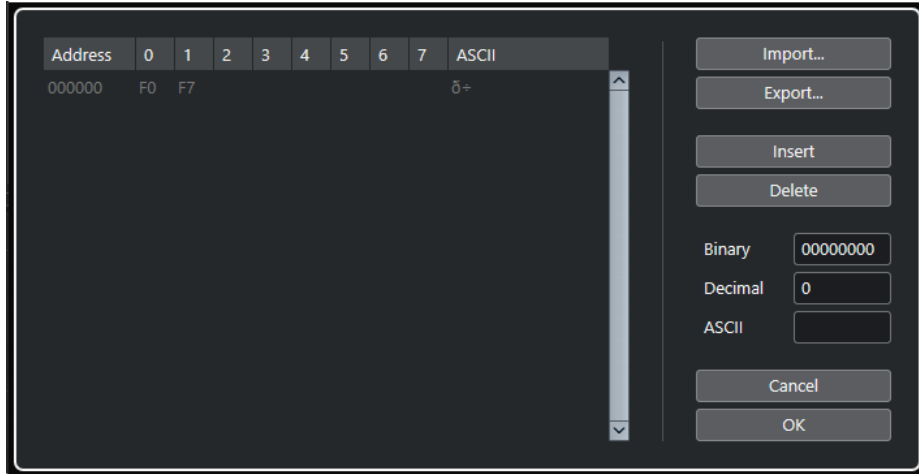 Address 0 1 2 3 4 5 6 7 ASCII
000000 F0 F7 δ÷
Import...
Export...
Insert
Delete
Binary 00000000
Decimal 0
ASCII
Cancel
OK